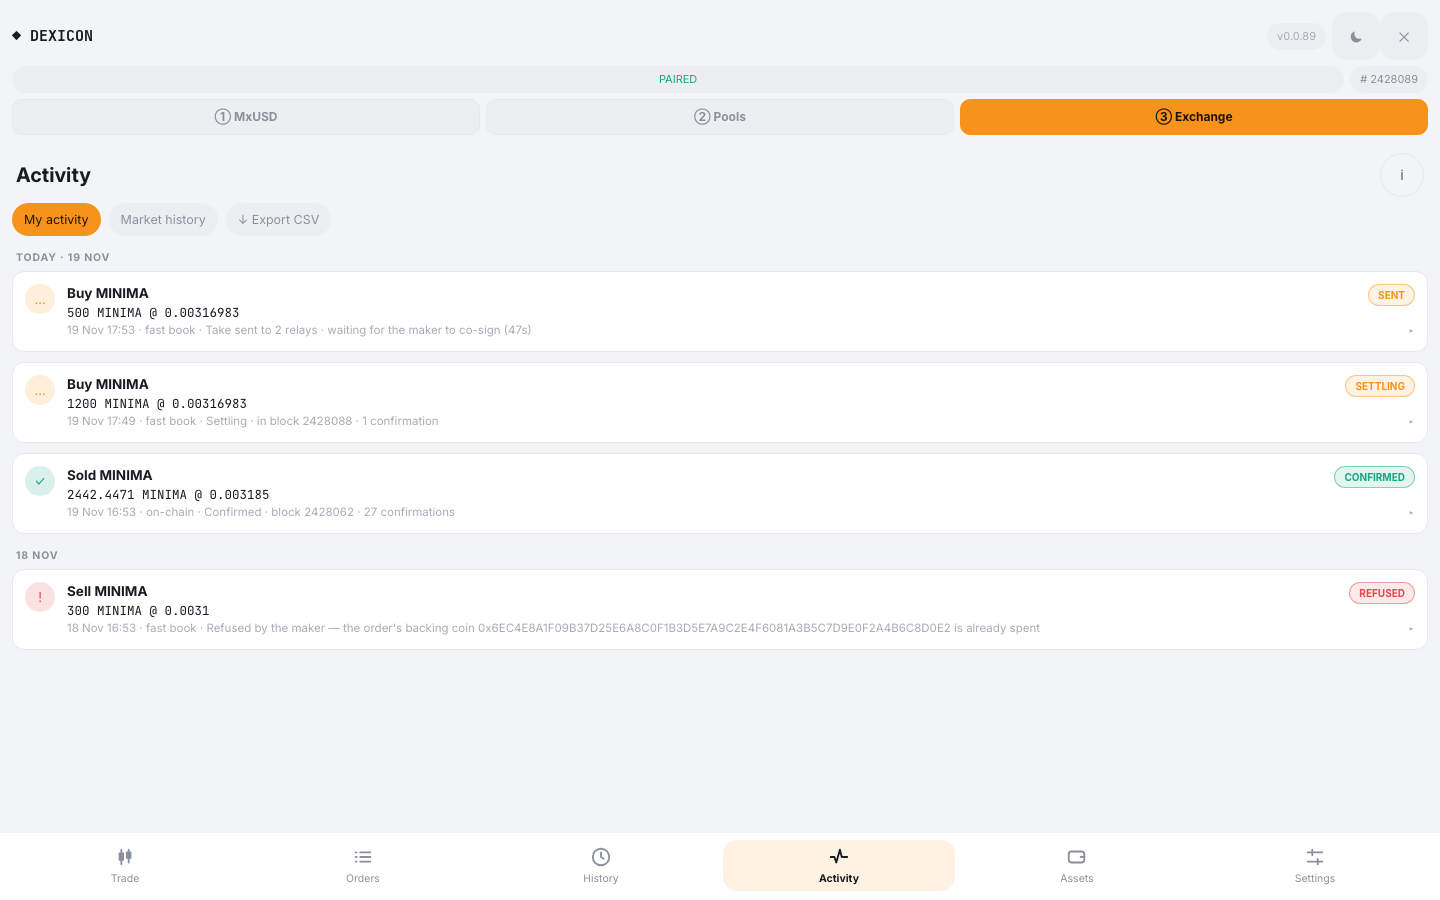 ◆ DEXICON
v0.0.89
PAIRED
# 2428089
① MxUSD
② Pools
③ Exchange
Activity
i
My activity
Market history
↓ Export CSV
TODAY · 19 NOV
...
Buy MINIMA
SENT
500 MINIMA @ 0.00316983
19 Nov 17:53 · fast book · Take sent to 2 relays · waiting for the maker to co-sign (47s)
...
Buy MINIMA
SETTLING
1200 MINIMA @ 0.00316983
19 Nov 17:49 · fast book · Settling · in block 2428088 · 1 confirmation
Sold MINIMA
CONFIRMED
2442.4471 MINIMA @ 0.003185
19 Nov 16:53 · on-chain · Confirmed · block 2428062 · 27 confirmations
18 NOV
!
Sell MINIMA
REFUSED
300 MINIMA @ 0.0031
18 Nov 16:53 · fast book · Refused by the maker — the order's backing coin 0x6EC4E8A1F09B37D25E6A8C0F1B3D5E7A9C2E4F6081A3B5C7D9E0F2A4B6C8D0E2 is already spent
Trade
Orders
History
Activity
Assets
Settings